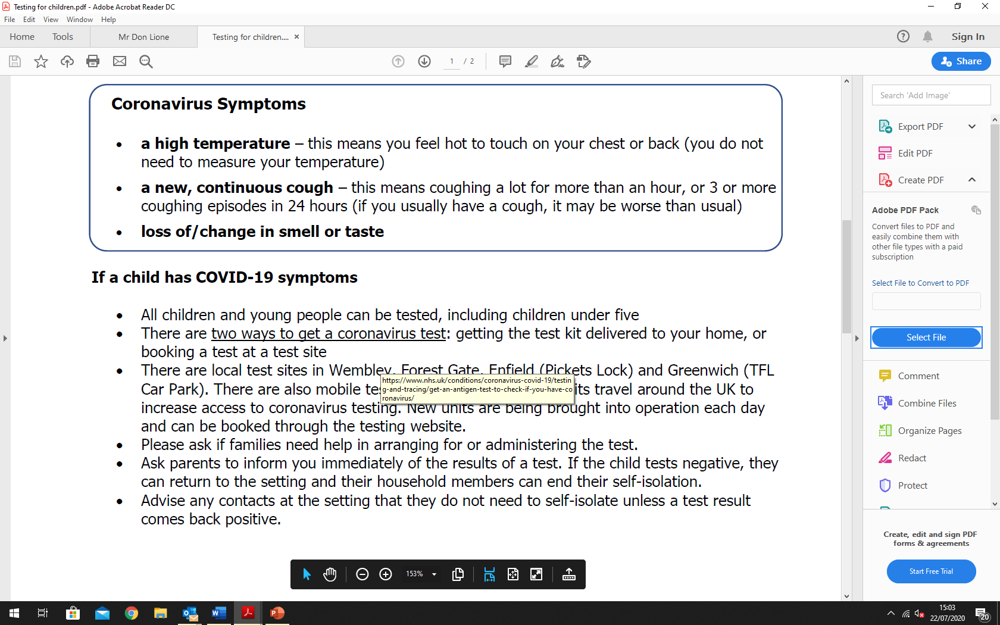 Testing for children.pdf - Adobe Acrobat Reader DC
File Edit View Window Help
Home Tools Mr Don Lione Testing for children.... × Sign In
1 / 2 Share
Coronavirus Symptoms
• a high temperature – this means you feel hot to touch on your chest or back (you do not
need to measure your temperature)
• a new, continuous cough – this means coughing a lot for more than an hour, or 3 or more
coughing episodes in 24 hours (if you usually have a cough, it may be worse than usual)
• loss of/change in smell or taste
If a child has COVID-19 symptoms
• All children and young people can be tested, including children under five
• There are two ways to get a coronavirus test: getting the test kit delivered to your home, or
booking a test at a test site
• There are local test sites in Wembley, Forest Gate, Enfield (Pickets Lock) and Greenwich (TFL
Car Park). There are also mobile its travel around the UK to
https://www.nhs.uk/conditions/coronavirus-covid-19/testin
g-and-tracing/get-an-antigen-test-to-check-if-you-have-co
ronavirus/
increase access to coronavirus testing. New units are being brought into operation each day
and can be booked through the testing website.
• Please ask if families need help in arranging for or administering the test.
• Ask parents to inform you immediately of the results of a test. If the child tests negative, they
can return to the setting and their household members can end their self-isolation.
• Advise any contacts at the setting that they do not need to self-isolate unless a test result
comes back positive.
153%
Search 'Add Image'
Export PDF
Edit PDF
Create PDF
Adobe PDF Pack
Convert files to PDF and
easily combine them with
other file types with a paid
subscription
Select File to Convert to PDF
Select File
Comment
Combine Files
Organize Pages
Redact
Protect
Create, edit and sign PDF
forms & agreements
Start Free Trial
15:03
22/07/2020
20